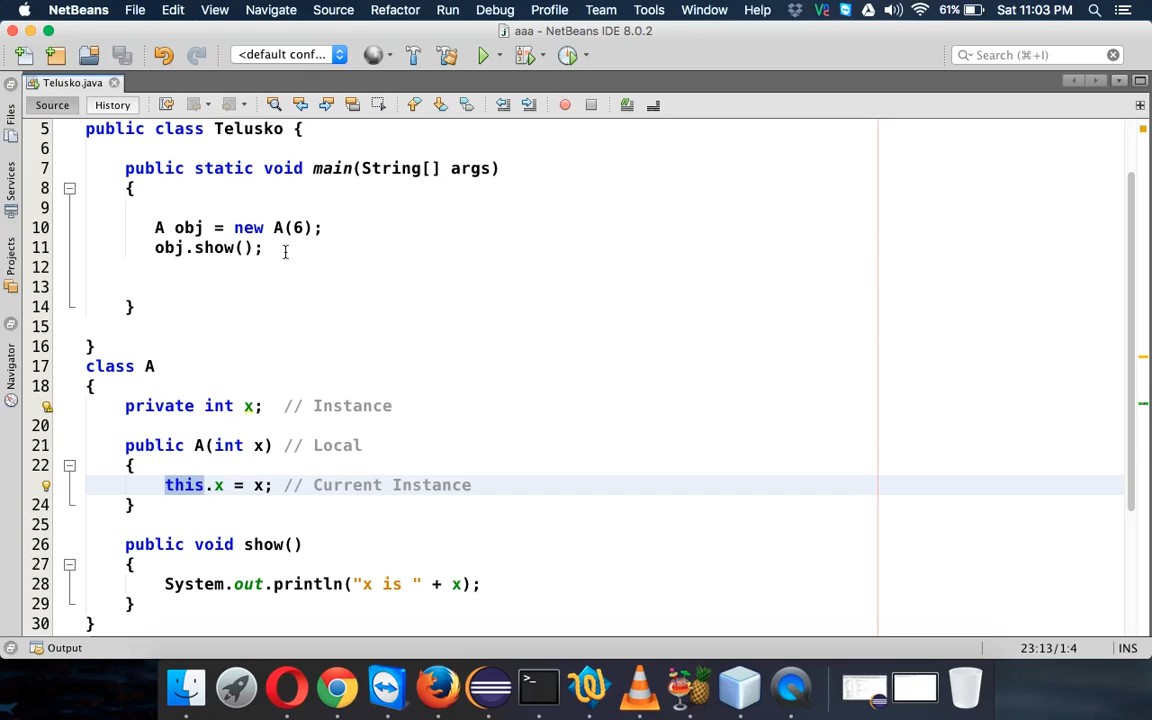 NetBeans File Edit View Navigate Source Refactor Run Debug Profile Team Tools Window Help 61% Sat 11:03 PM
aaa - NetBeans IDE 8.0.2
<default conf... Search (⌘+I)
Telusko.java
Source History
Files
Services
Projects
Navigator
5 public class Telusko {
6
7 public static void main(String[] args)
8 {
9
10 A obj = new A(6);
11 obj.show();
12
13
14 }
15
16 }
17 class A
18 {
private int x; // Instance
20
21 public A(int x) // Local
22 {
this.x = x; // Current Instance
24 }
25
26 public void show()
27 {
28 System.out.println("x is " + x);
29 }
30 }
Output 23:13/1:4 INS